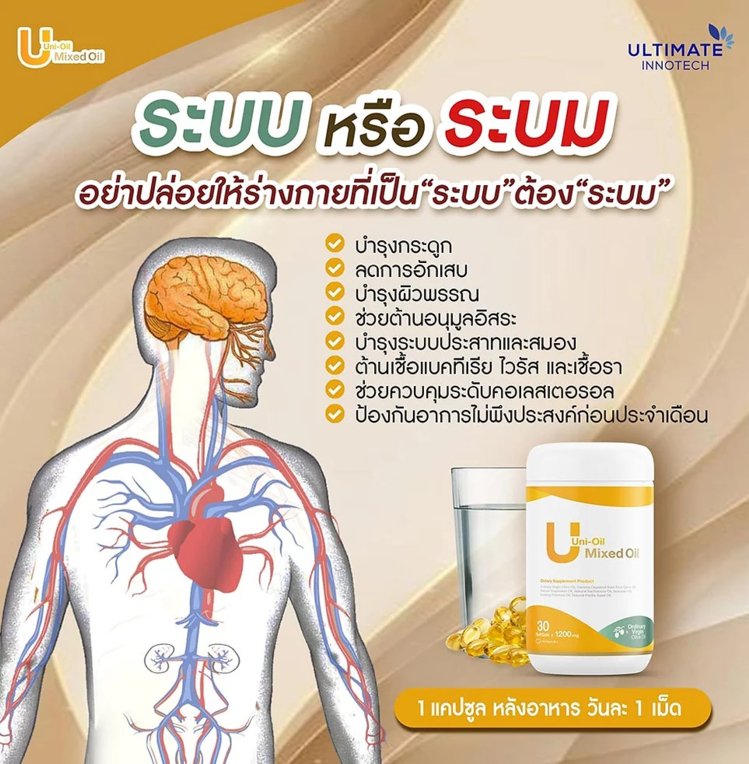 U Uni-Oil
Mixed Oil
ULTIMATE
INNOTECH
ระบบ หรือ ระบม
อย่าปล่อยให้ร่างกายที่เป็น“ระบบ”ต้อง“ระบม”
บำรุงกระดูก
ลดการอักเสบ
บำรุงผิวพรรณ
ช่วยต้านอนุมูลอิสระ
บำรุงระบบประสาทและสมอง
ต้านเชื้อแบคทีเรีย ไวรัส และเชื้อรา
ช่วยควบคุมระดับคอเลสเตอรอล
ป้องกันอาการไม่พึงประสงค์ก่อนประจำเดือน
U Uni-Oil
Mixed Oil
Dietary Supplement Product
30
x 1200 mg
Virgin
Olive Oil
1 แคปซูล หลังอาหาร วันละ 1 เม็ด